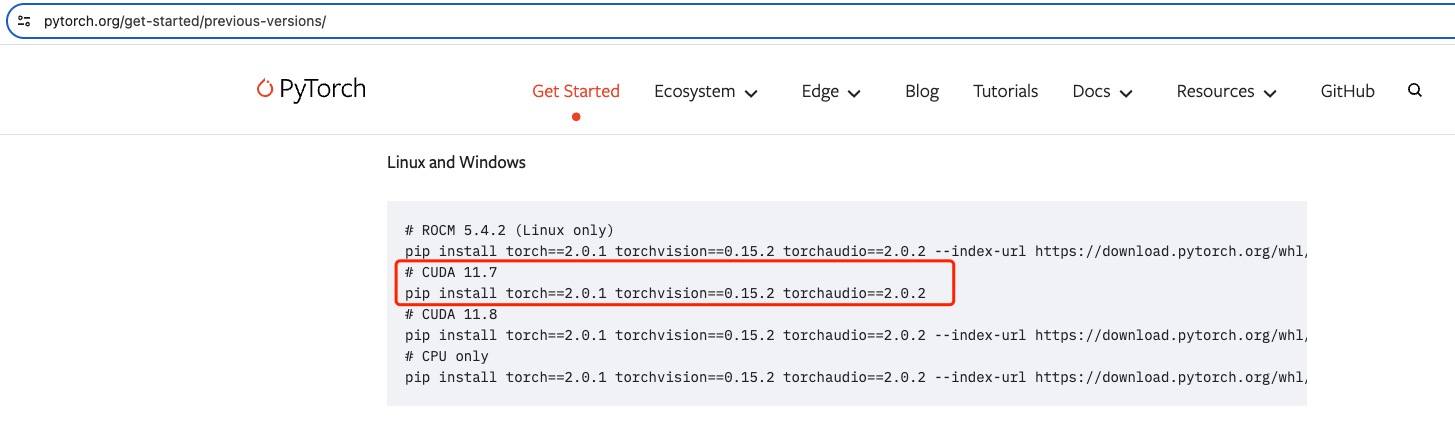 pytorch.org/get-started/previous-versions/
PyTorch
Get Started Ecosystem Edge Blog Tutorials Docs Resources GitHub
Linux and Windows
# ROCM 5.4.2 (Linux only)
pip install torch==2.0.1 torchvision==0.15.2 torchaudio==2.0.2 --index-url https://download.pytorch.org/whl/
# CUDA 11.7
pip install torch==2.0.1 torchvision==0.15.2 torchaudio==2.0.2
# CUDA 11.8
pip install torch==2.0.1 torchvision==0.15.2 torchaudio==2.0.2 --index-url https://download.pytorch.org/whl/
# CPU only
pip install torch==2.0.1 torchvision==0.15.2 torchaudio==2.0.2 --index-url https://download.pytorch.org/whl/